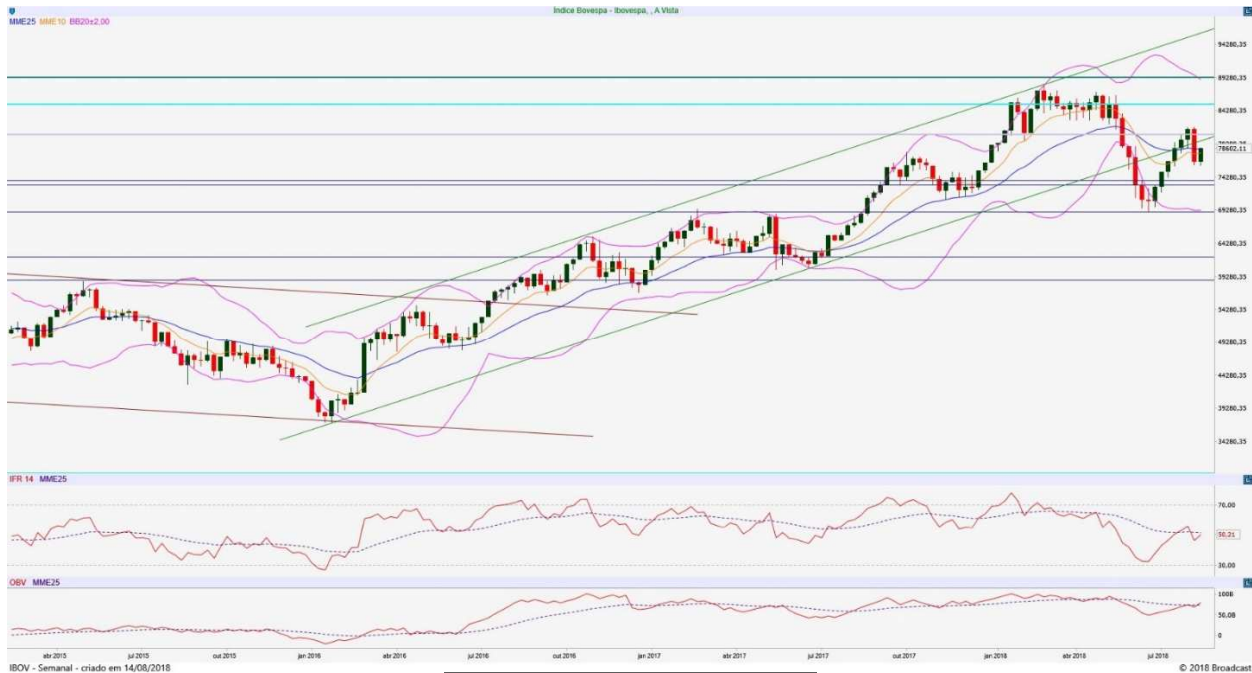 Indice Bovespa - Ibovespa, , A Vista
MME25 MME10 BB20±2,00
94280,35
89280,35
84280,35
78602,11
74280,35
69280,35
64280,35
59280,35
54280,35
49280,35
44280,35
39280,35
34280,35
IFR 14 MME25
70,00
50,21
30,00
OBV MME25
100B
50,0B
0
abr 2015 jul 2015 out 2015 jan 2016 abr 2016 jul 2016 out 2016 jan 2017 abr 2017 jul 2017 out 2017 jan 2018 abr 2018 jul 2018
IBOV - Semanal - criado em 14/08/2018
© 2018 Broadcast